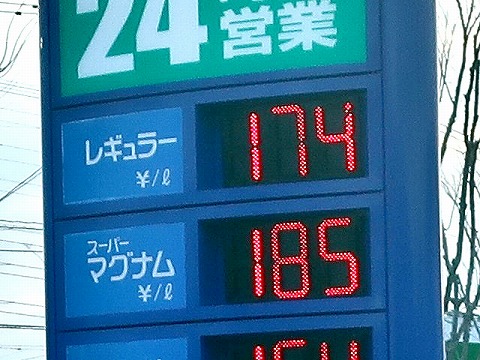 24
営業
レギュラー
¥/ℓ
174
スーパー
マグナム
¥/ℓ
185